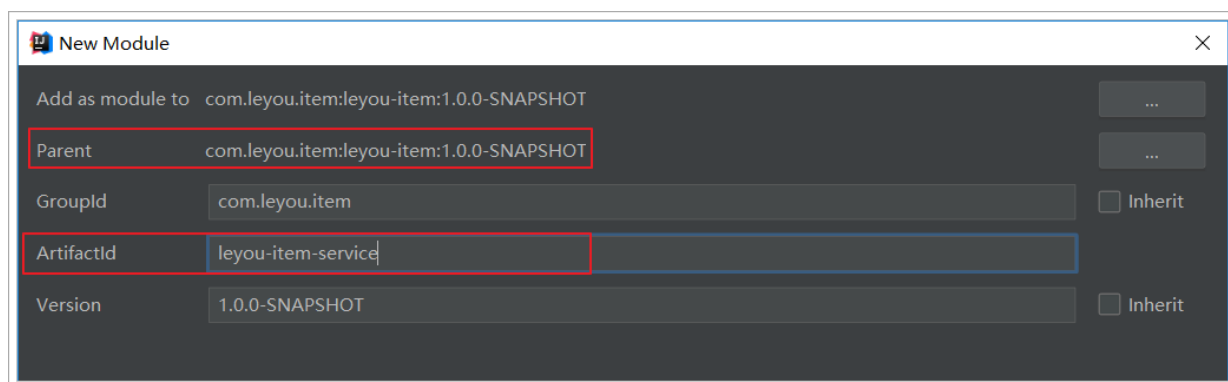 New Module
Add as module to com.leyou.item:leyou-item:1.0.0-SNAPSHOT ...
Parent com.leyou.item:leyou-item:1.0.0-SNAPSHOT ...
GroupId com.leyou.item Inherit
ArtifactId leyou-item-service
Version 1.0.0-SNAPSHOT Inherit